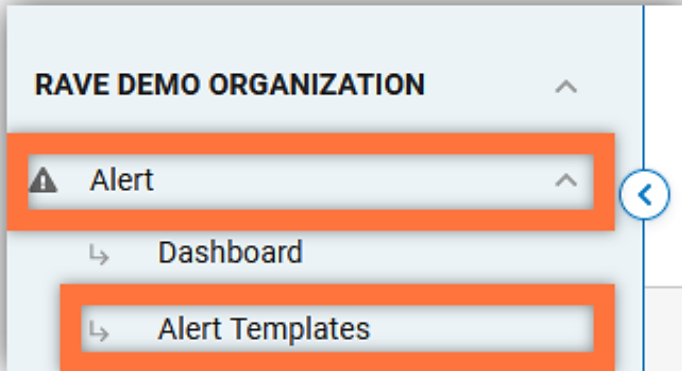 RAVE DEMO ORGANIZATION
Alert
Dashboard
Alert Templates